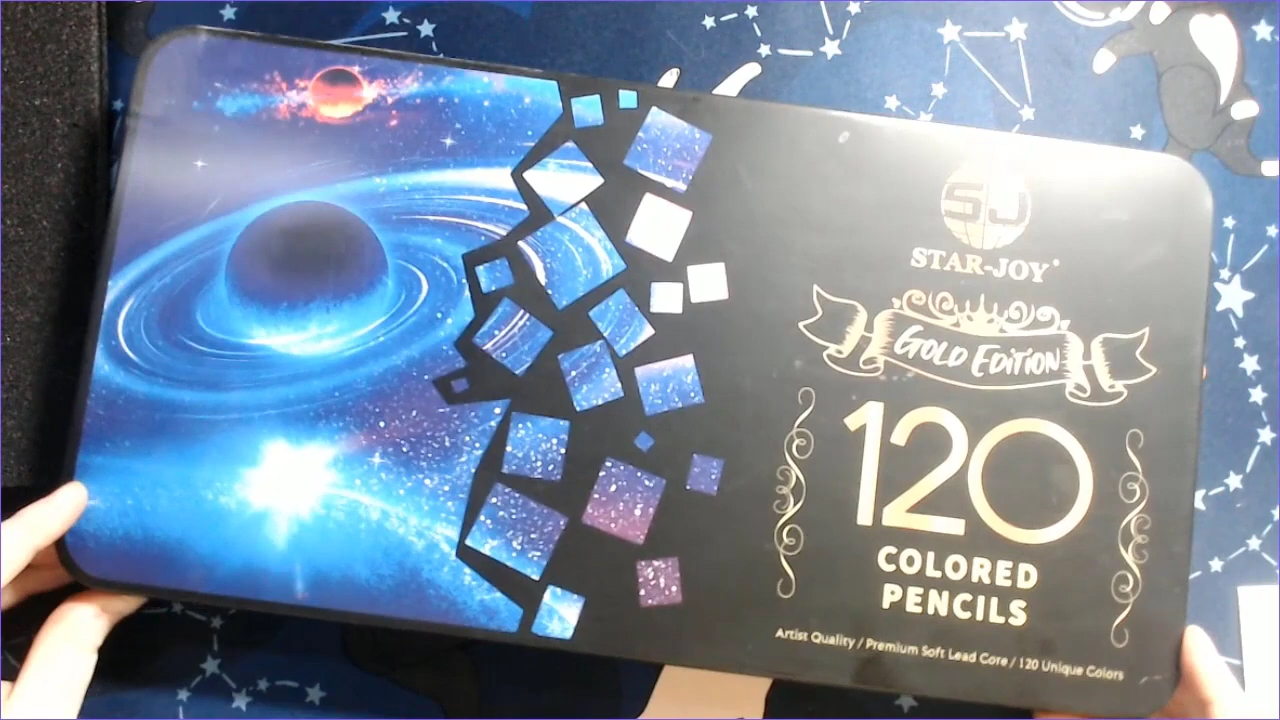 SJ
STAR-JOY®
GOLD EDITION
120
COLORED
PENCILS
Artist Quality / Premium Soft Lead Core / 120 Unique Colors